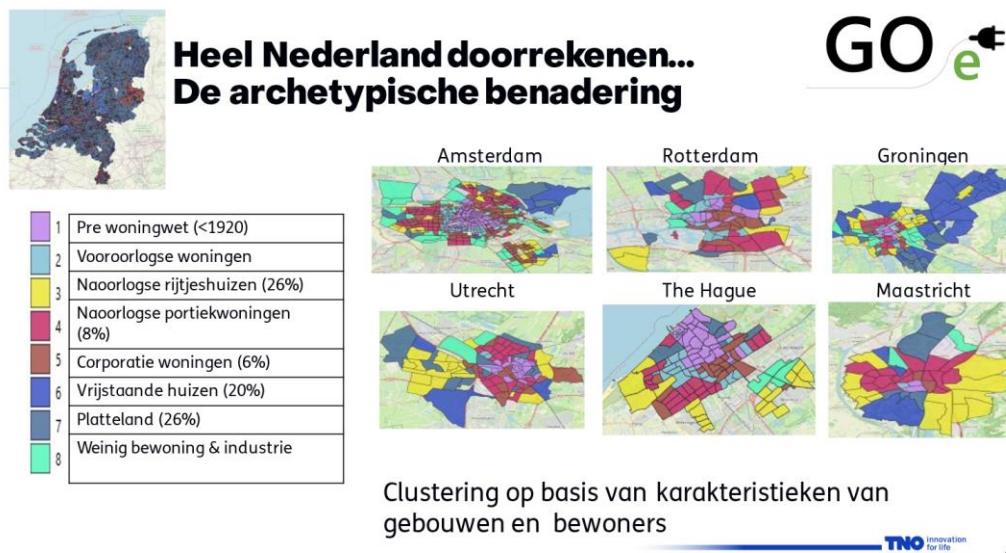 Heel Nederland doorrekenen...
De archetypische benadering
GO e
Amsterdam
Rotterdam
Groningen
1 Pre woningwet (<1920)
2 Vooroorlogse woningen
3 Naoorlogse rijtjeshuizen (26%)
4 Naoorlogse portiekwoningen
(8%)
5 Corporatie woningen (6%)
6 Vrijstaande huizen (20%)
7 Platteland (26%)
8 Weinig bewoning & industrie
Utrecht
The Hague
Maastricht
Clustering op basis van karakteristieken van
gebouwen en bewoners
TNO innovation
for life